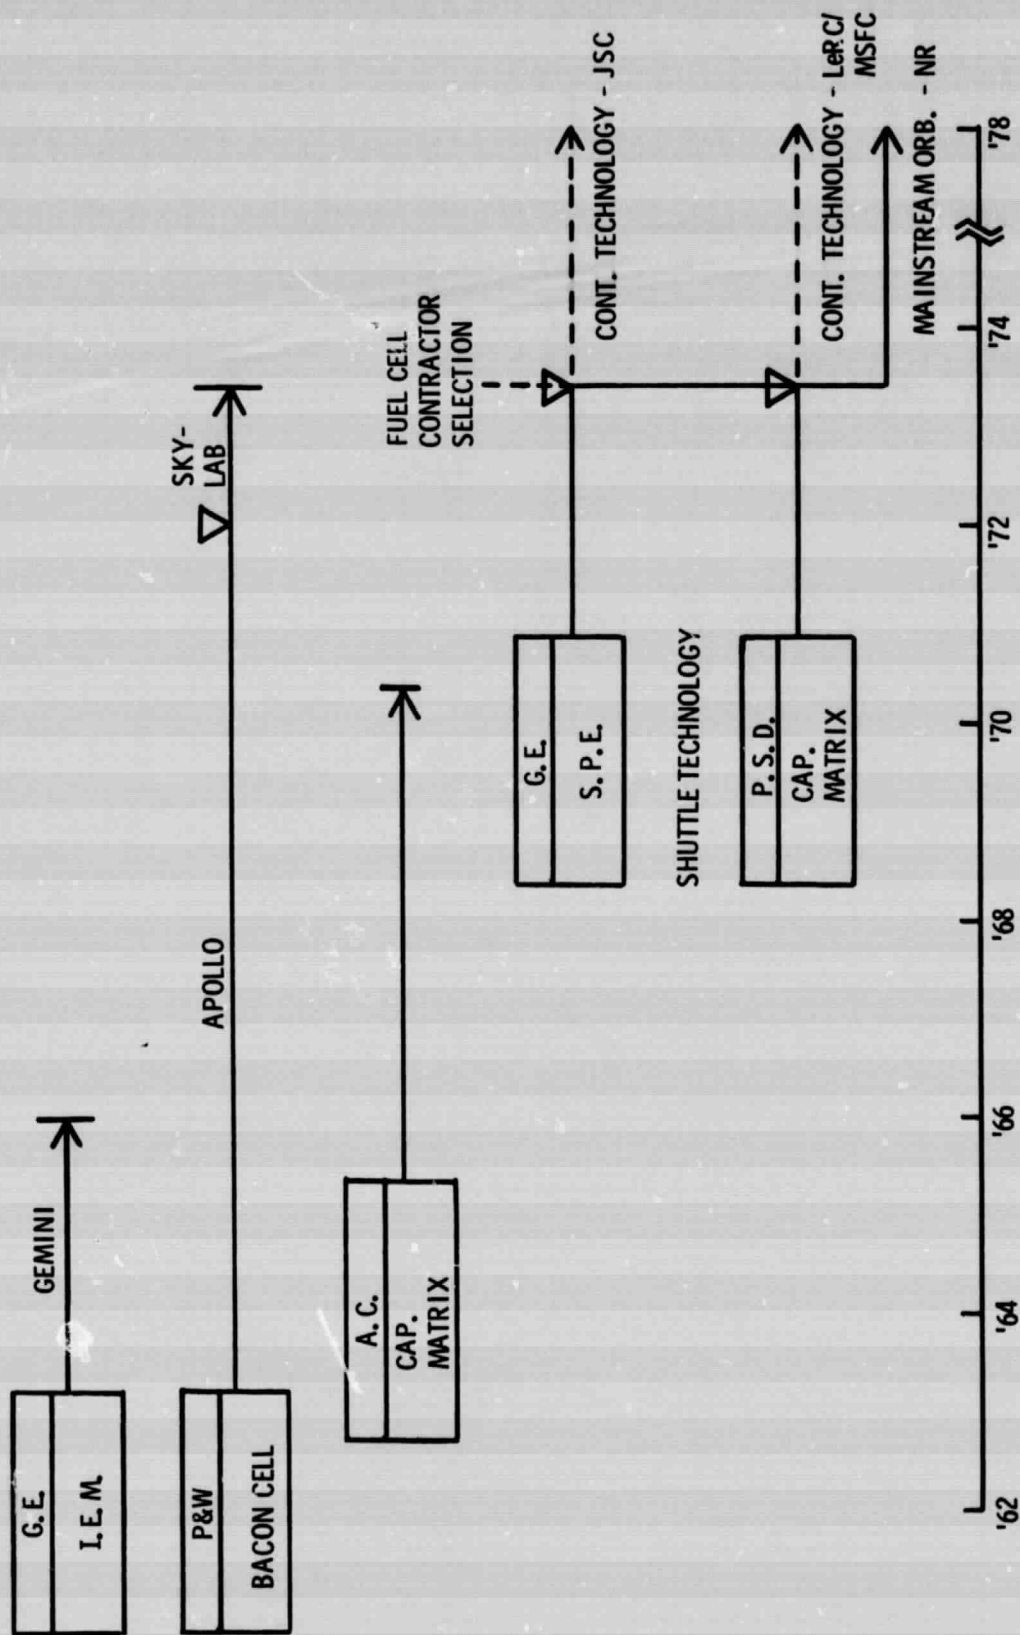 G.E.
I.E.M.
GEMINI
P&W
BACON CELL
APOLLO
SKY-
LAB
A.C.
CAP.
MATRIX
FUEL CELL
CONTRACTOR
SELECTION
G.E.
S.P.E.
CONT. TECHNOLOGY - JSC
SHUTTLE TECHNOLOGY
P.S.D.
CAP.
MATRIX
CONT. TECHNOLOGY - LeRC/
MSFC
MAINSTREAM ORB. - NR
'62 '64 '66 '68 '70 '72 '74 '78